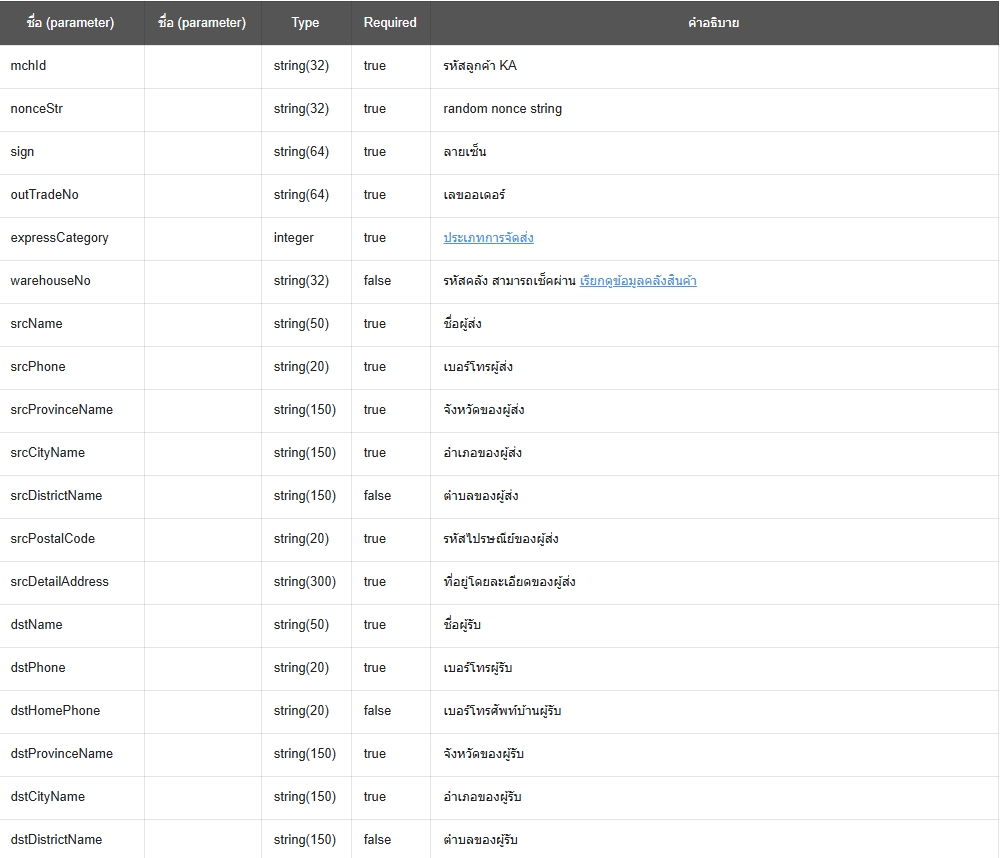 ชื่อ (parameter) ชื่อ (parameter) Type Required คำอธิบาย
mchId string(32) true รหัสลูกค้า KA
nonceStr string(32) true random nonce string
sign string(64) true ลายเซ็น
outTradeNo string(64) true เลขออเดอร์
expressCategory integer true ประเภทการจัดส่ง
warehouseNo string(32) false รหัสคลัง สามารถเช็คผ่าน เรียกดูข้อมูลคลังสินค้า
srcName string(50) true ชื่อผู้ส่ง
srcPhone string(20) true เบอร์โทรผู้ส่ง
srcProvinceName string(150) true จังหวัดของผู้ส่ง
srcCityName string(150) true อำเภอของผู้ส่ง
srcDistrictName string(150) false ตำบลของผู้ส่ง
srcPostalCode string(20) true รหัสไปรษณีย์ของผู้ส่ง
srcDetailAddress string(300) true ที่อยู่โดยละเอียดของผู้ส่ง
dstName string(50) true ชื่อผู้รับ
dstPhone string(20) true เบอร์โทรผู้รับ
dstHomePhone string(20) false เบอร์โทรศัพท์บ้านผู้รับ
dstProvinceName string(150) true จังหวัดของผู้รับ
dstCityName string(150) true อำเภอของผู้รับ
dstDistrictName string(150) false ตำบลของผู้รับ